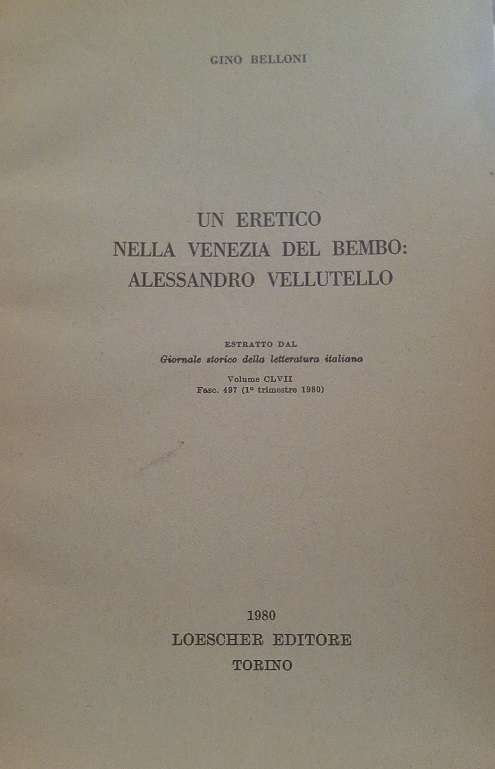 GINO BELLONI
UN ERETICO
NELLA VENEZIA DEL BEMBO:
ALESSANDRO VELLUTELLO
ESTRATTO DAL
Giornale storico della letteratura italiana
Volume CLVII
Fasc. 497 (1º trimestre 1980)
1980
LOESCHER EDITORE
TORINO